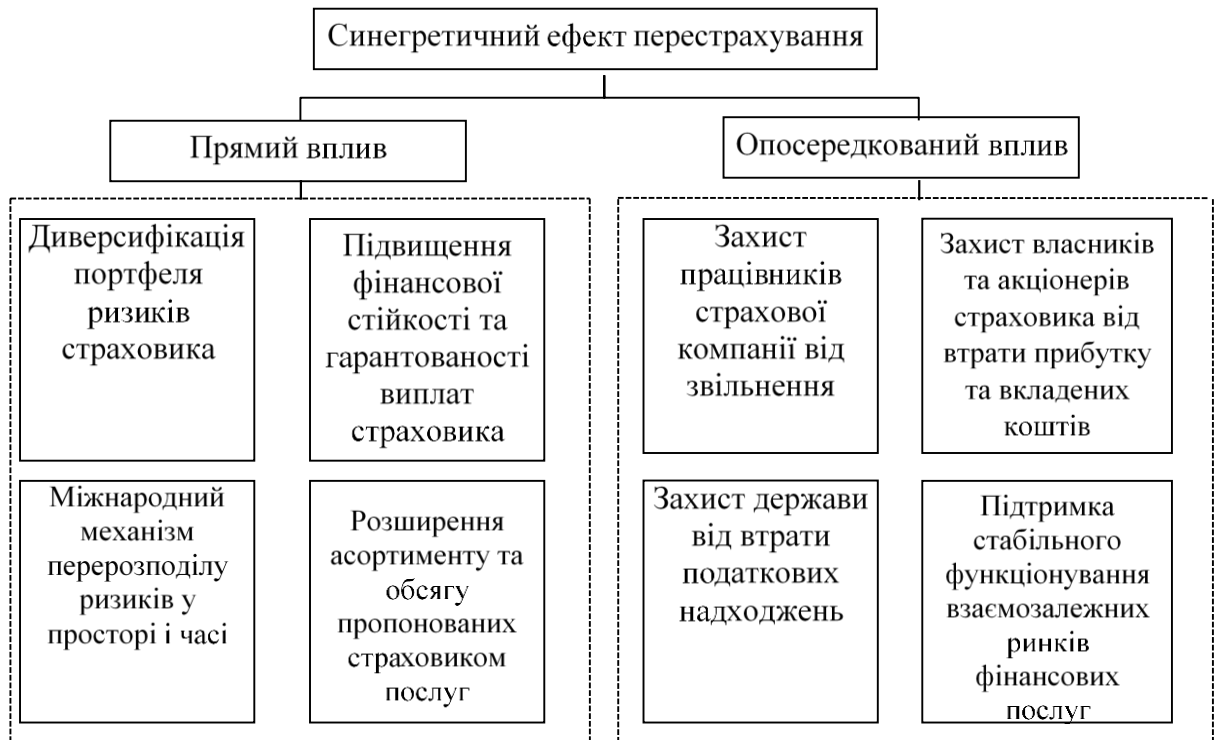 Синегретичний ефект перестрахування
Прямий вплив
Опосередкований вплив
Диверсифікація
портфеля
ризиків
страховика
Підвищення
фінансової
стійкості та
гарантованості
виплат
страховика
Захист
працівників
страхової
компанії від
звільнення
Захист власників
та акціонерів
страховика від
втрати прибутку
та вкладених
коштів
Міжнародний
механізм
перерозподілу
ризиків у
просторі і часі
Розширення
асортименту та
обсягу
пропонованих
страховиком
послуг
Захист держави
від втрати
податкових
надходжень
Підтримка
стабільного
функціонування
взаємозалежних
ринків
фінансових
послуг